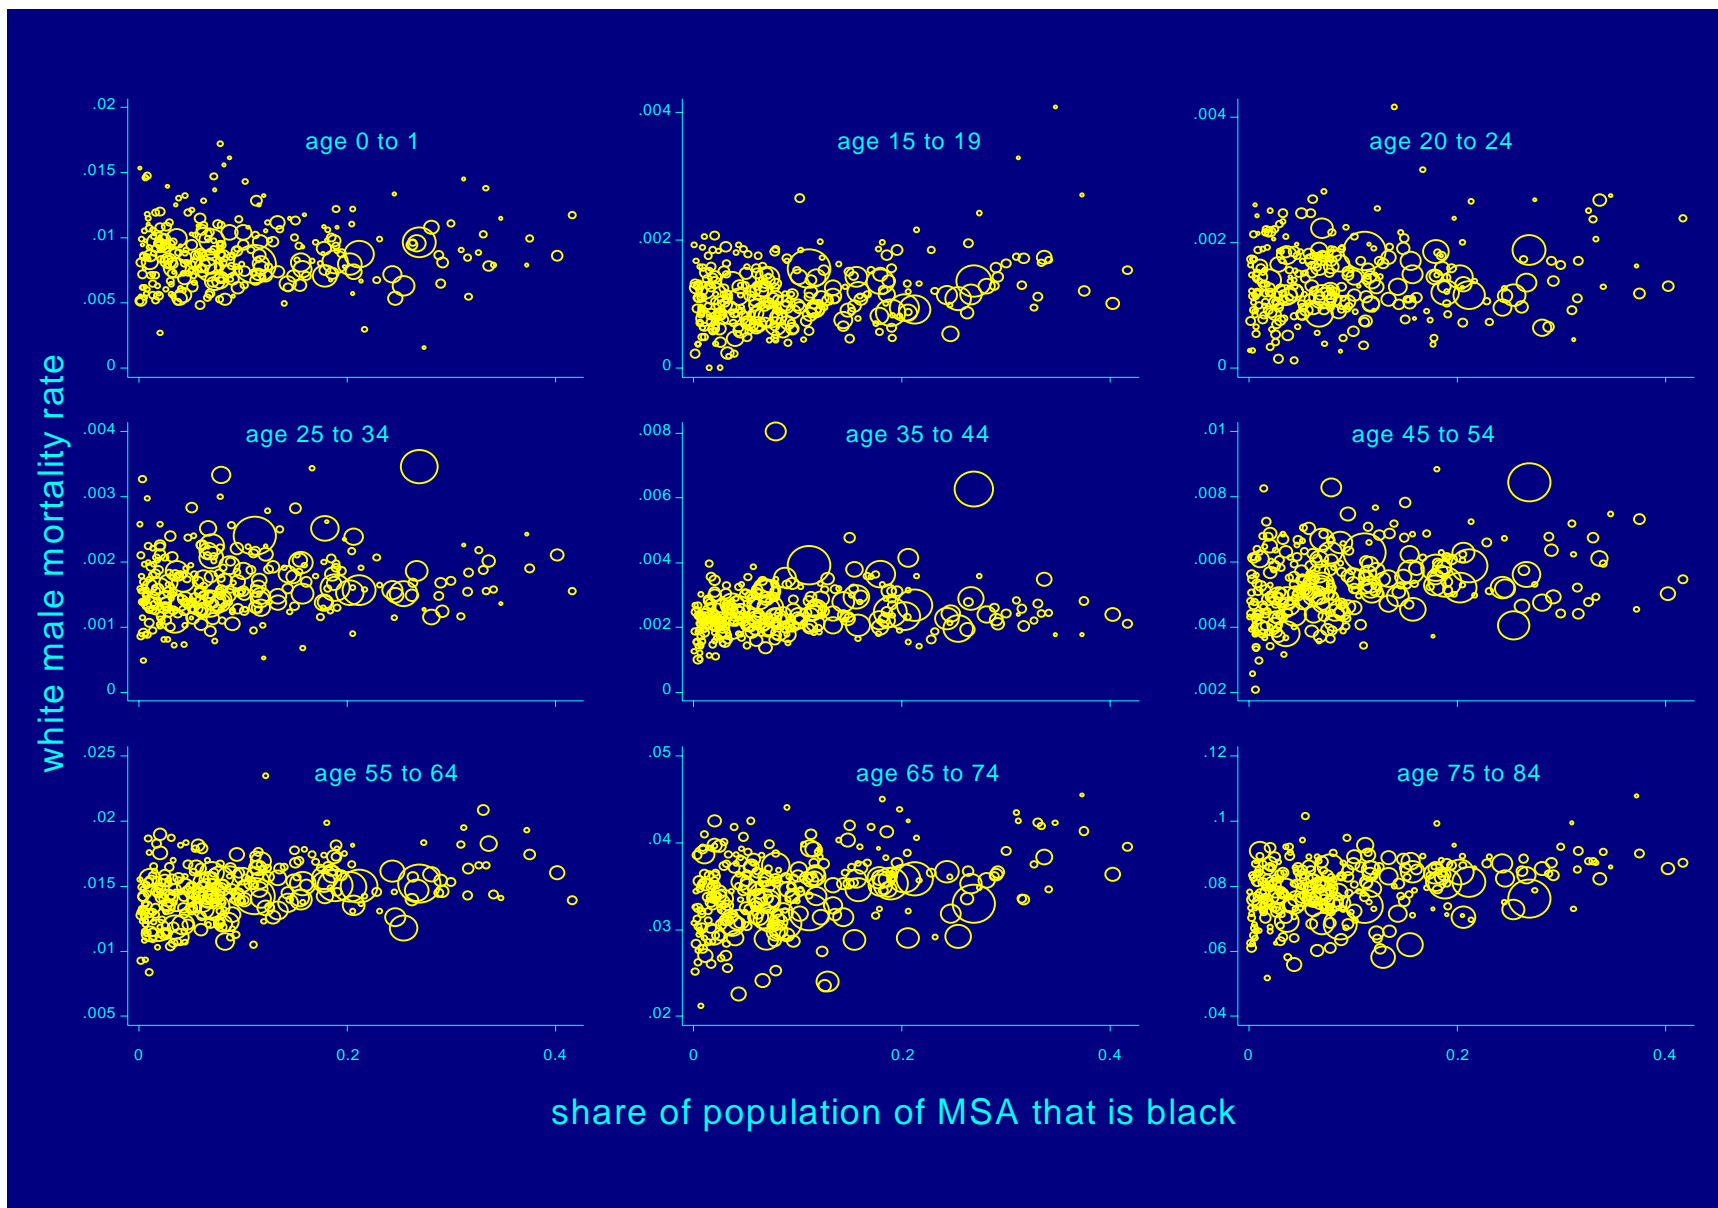 white male mortality rate
age 0 to 1
.02
.015
.01
.005
0
age 15 to 19
.004
.002
0
age 20 to 24
.004
.002
0
age 25 to 34
.004
.003
.002
.001
0
age 35 to 44
.008
.006
.004
.002
0
age 45 to 54
.01
.008
.006
.004
.002
age 55 to 64
.025
.02
.015
.01
.005
0 0.2 0.4
age 65 to 74
.05
.04
.03
.02
0 0.2 0.4
age 75 to 84
.12
.1
.08
.06
.04
0 0.2 0.4
share of population of MSA that is black